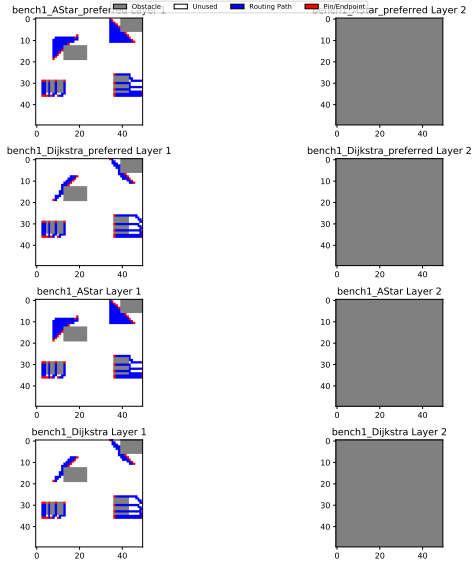 bench1_AStar_preferred Layer 1
Obstacle Unused Routing Path Pin/Endpoint
bench1_AStar_preferred Layer 2
0
10
20
30
40
0 20 40
0
10
20
30
40
0 20 40
bench1_Dijkstra_preferred Layer 1
bench1_Dijkstra_preferred Layer 2
0
10
20
30
40
0 20 40
0
10
20
30
40
0 20 40
bench1_AStar Layer 1
bench1_AStar Layer 2
0
10
20
30
40
0 20 40
0
10
20
30
40
0 20 40
bench1_Dijkstra Layer 1
bench1_Dijkstra Layer 2
0
10
20
30
40
0 20 40
0
10
20
30
40
0 20 40